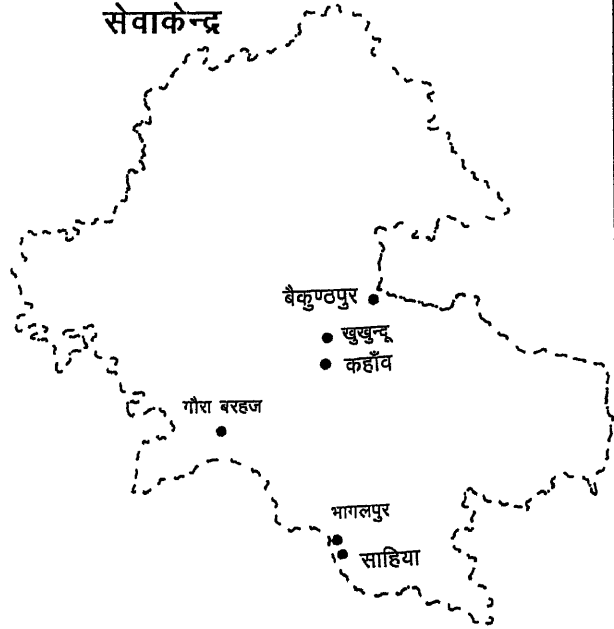 सेवाकेन्द्र
बैकुण्ठपुर
खुखुन्दू
कहाँव
गौरा बरहज
भागलपुर
साहिया